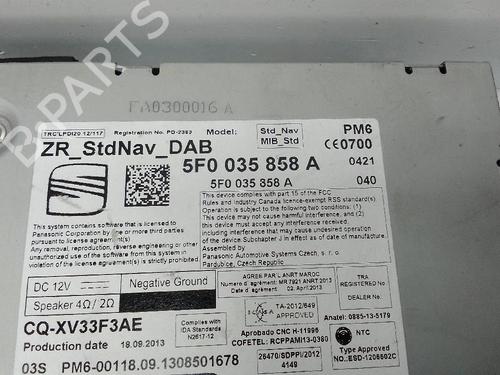 B-PARTS
FA0300016 A
TRC/LPDI20 12/117
Registration No. PD-2383
Model:
Std_Nav
MIB_Std
PM6
CE0700
ZR_StdNav_DAB
5F0 035 858 A
0421
5F0 035 858 A
040
This system contains software that is licensed to
Panasonic Corporation by one or more third parties
pursuant to license agreement(s)
Any removal, reproduction, reverse engineering or other
unauthorized use of the software from this system in violation
of license agreement(s) is strictly prohibited.
This device complies with part 15 of the FCC
Rules and Industry Canada licence-exempt RSS standard(s)
Operation is subject to the following two conditions:
(1) this device may not cause harmful interference, and
(2) this device must accept any interference received,
including interference that may cause undesired operation
of the device. Subchapter J in effect as of date of manufacture
Assembled by
Panasonic Automotive Systems Czech, s.r.o.
Pardubice, Czech Republic
DC 12V
Negative Ground
Speaker 4Ω/ 2Ω
AGREE PAR L'ANRT MAROC
MR 7921 ANRT 2013
02. April 2013
TRA
REGISTERED No
DEALER No
CQ-XV33F3AE
Complies with
IDA Standards
N2617-12
TA-2012/649
APPROVED
Anatel: 0885-13-5179
Production date
18.09.2013
Aprobado CNC H-11996
COFETEL: RCPPAMI13-0380
NTC
Type Approved
No:ESD-1206502C
03S
PM6-00118.09.1308501678
26470/SDPPI/2012
4149